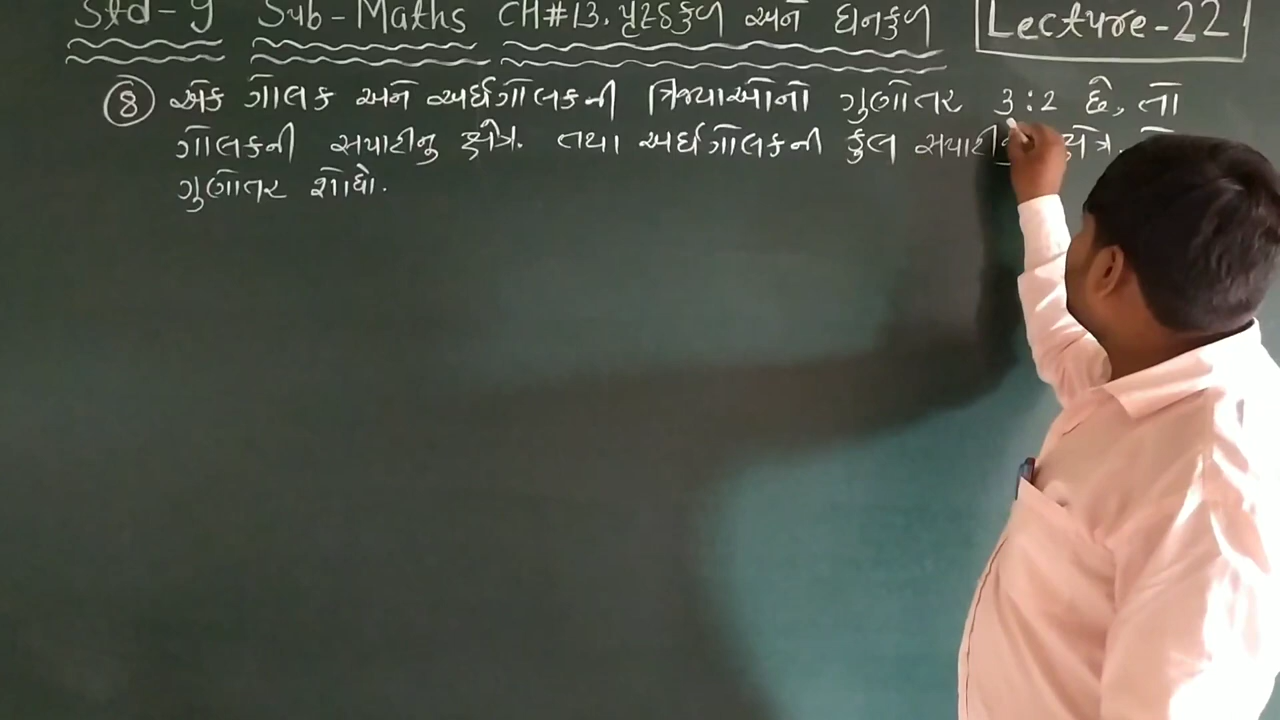 Std-9 Sub-Maths CH#13. પૃષ્ઠફળ અને ઘનફળ Lecture-22
(8) એક ગોલક અને અર્ધગોલકની ત્રિજ્યાઓનો ગુણોતર 3:2 છે, તો
ગોલકની સપાટીનુ ક્ષેત્ર. તથા અર્ધગોલકની કુલ સપાટીનુ ક્ષેત્ર.
ગુણોતર શોધો.